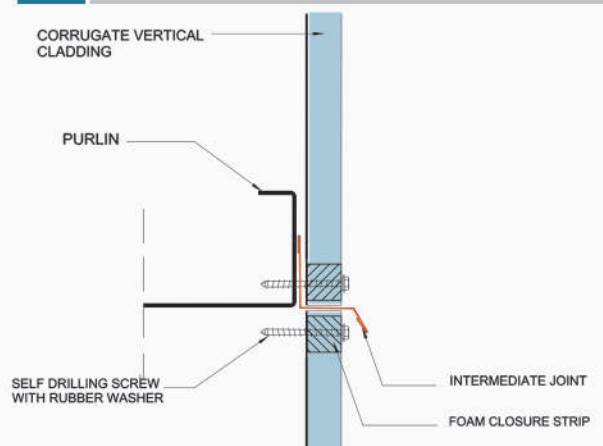 CORRUGATE VERTICAL
CLADDING
PURLIN
SELF DRILLING SCREW
WITH RUBBER WASHER
INTERMEDIATE JOINT
FOAM CLOSURE STRIP